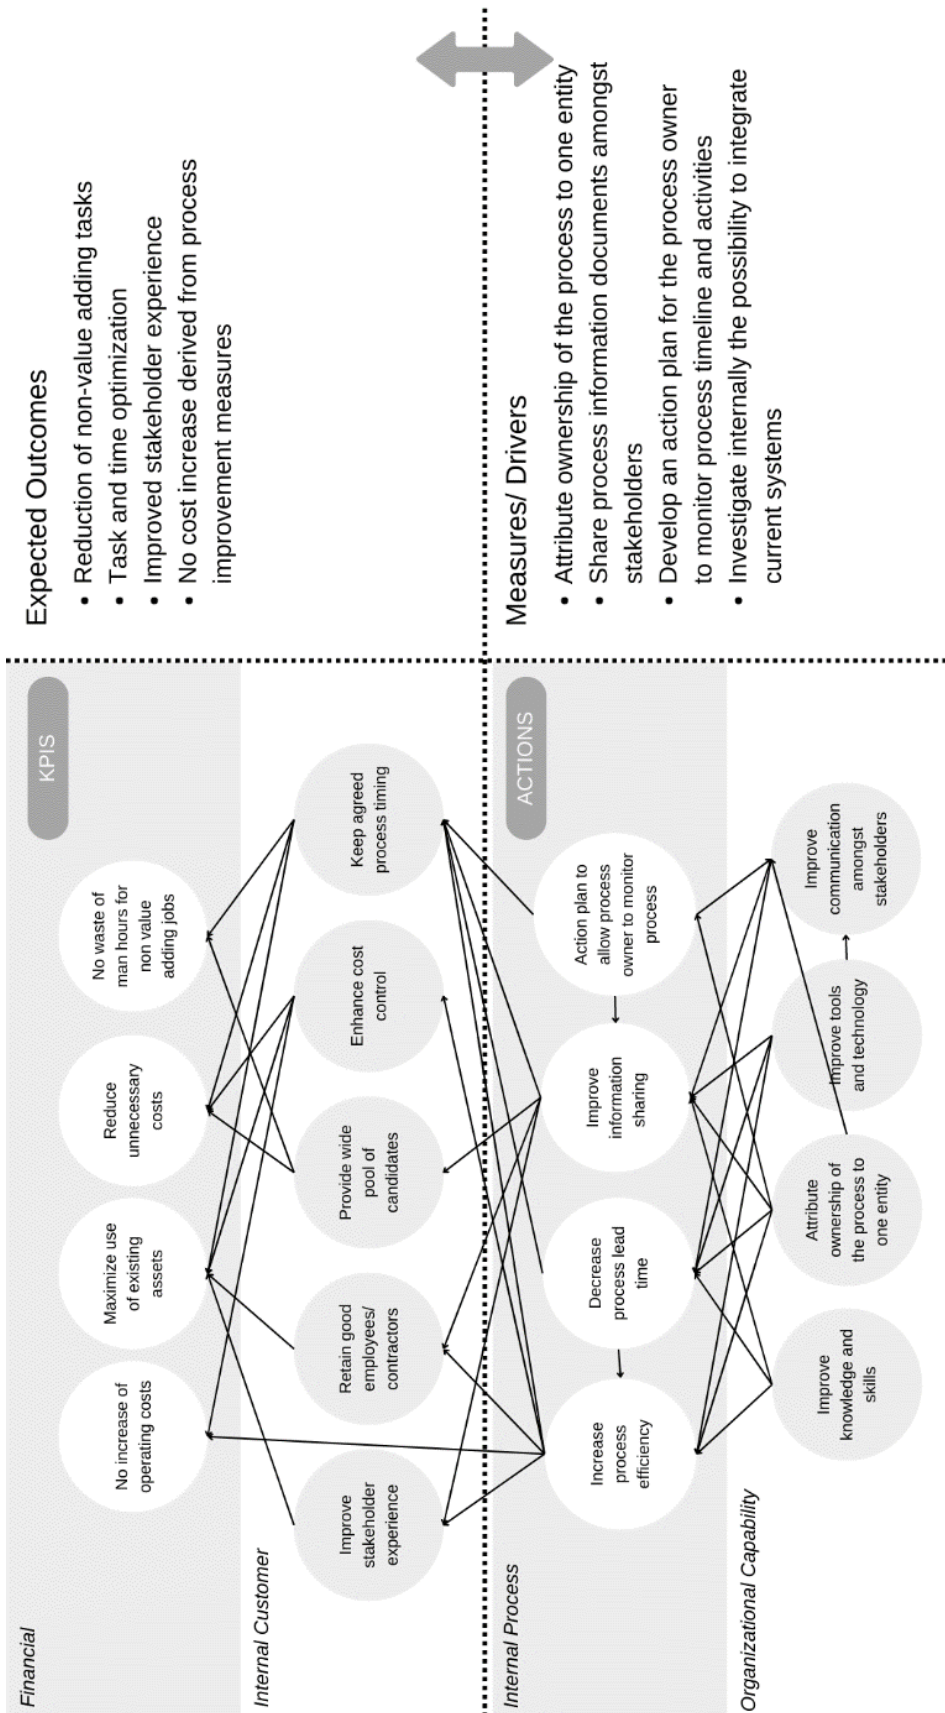 Financial
KPIS
No increase of
operating costs
Maximize use
of existing
assets
Reduce
unnecessary
costs
No waste of
man hours for
non value
adding jobs
Internal Customer
Improve
stakeholder
experience
Retain good
employees/
contractors
Provide wide
pool of
candidates
Enhance cost
control
Keep agreed
process timing
Expected Outcomes
• Reduction of non-value adding tasks
• Task and time optimization
• Improved stakeholder experience
• No cost increase derived from process
improvement measures
Internal Process
ACTIONS
Increase
process
efficiency
Decrease
process lead
time
Improve
information
sharing
Action plan to
allow process
owner to monitor
process
Organizational Capability
Improve
knowledge and
skills
Attribute
ownership of
the process to
one entity
Improve tools
and technology
Improve
communication
amongst
stakeholders
Measures/ Drivers
• Attribute ownership of the process to one entity
• Share process information documents amongst
stakeholders
• Develop an action plan for the process owner
to monitor process timeline and activities
• Investigate internally the possibility to integrate
current systems